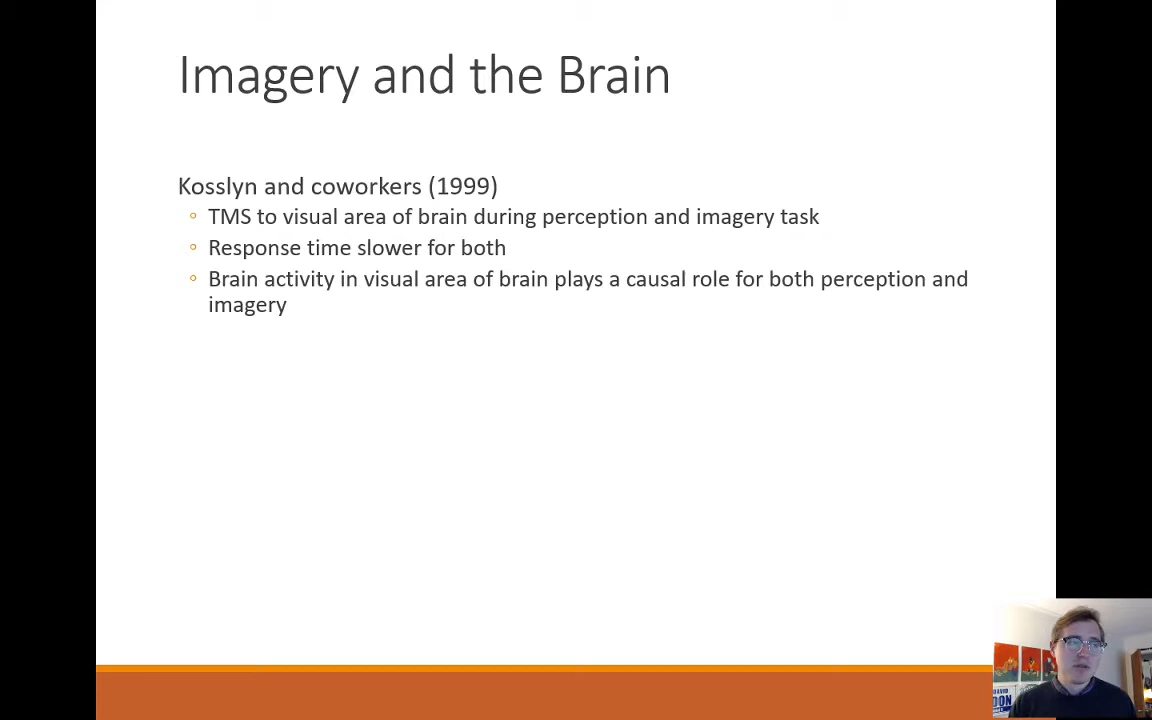 Imagery and the Brain
Kosslyn and coworkers (1999)
◦ TMS to visual area of brain during perception and imagery task
◦ Response time slower for both
◦ Brain activity in visual area of brain plays a causal role for both perception and
imagery
DAVID